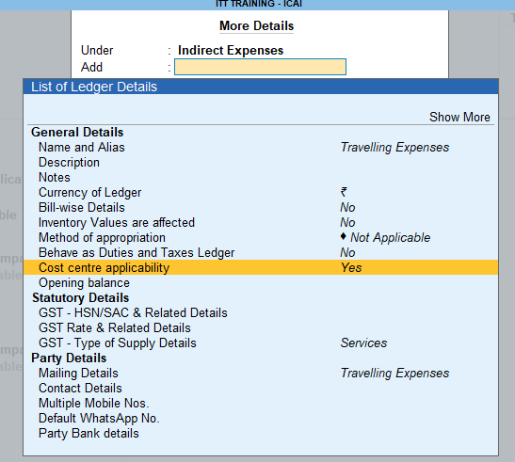 ITT TRAINING - ICAI
More Details
Under : Indirect Expenses
Add :
List of Ledger Details
Show More
General Details
Name and Alias Travelling Expenses
Description
Notes
Currency of Ledger ₹
Bill-wise Details No
Inventory Values are affected No
Method of appropriation ♦ Not Applicable
Behave as Duties and Taxes Ledger No
Cost centre applicability Yes
Opening balance
Statutory Details
GST - HSN/SAC & Related Details
GST Rate & Related Details
GST - Type of Supply Details Services
Party Details
Mailing Details Travelling Expenses
Contact Details
Multiple Mobile Nos.
Default WhatsApp No.
Party Bank details